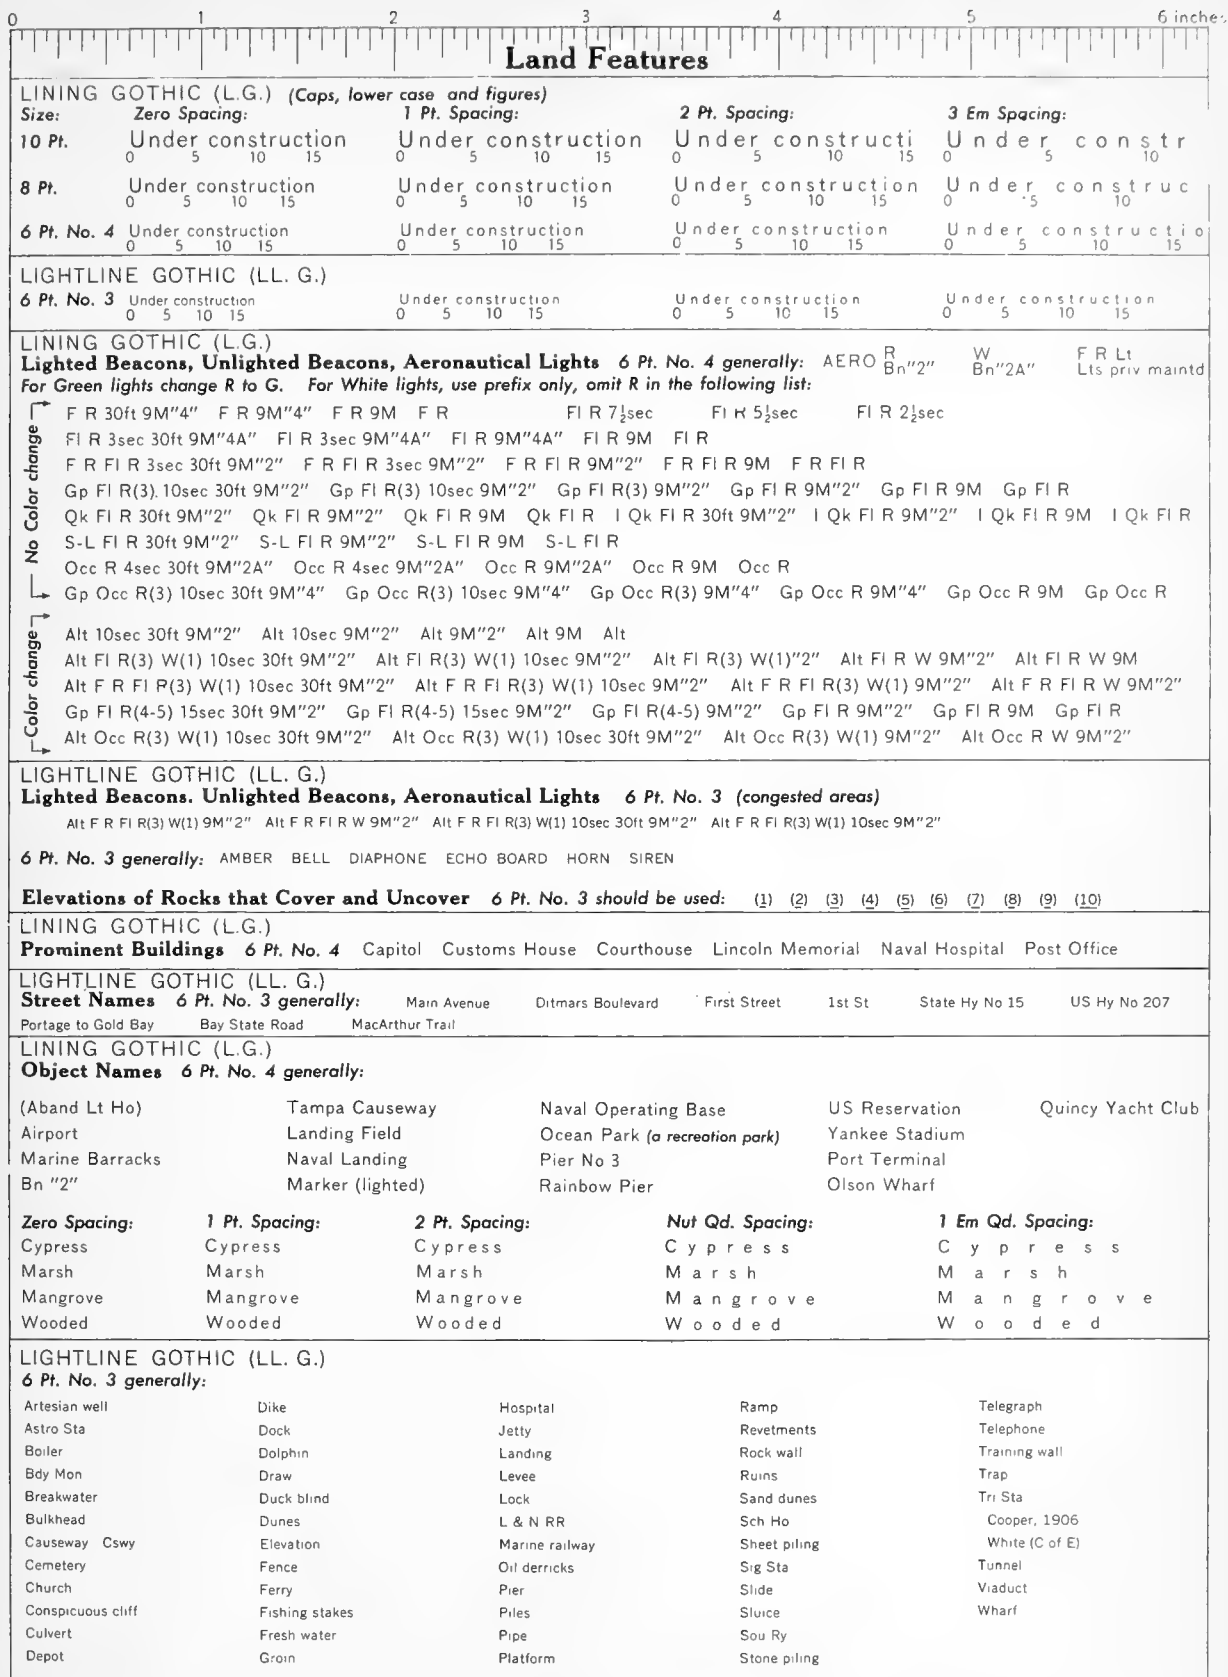 0 1 2 3 4 5 6 inches
Land Features
LINING GOTHIC (L.G.) (Caps, lower case and figures)
Size: Zero Spacing: 1 Pt. Spacing: 2 Pt. Spacing: 3 Em Spacing:
10 Pt. Under construction Under construction Under constructi Under constr
0 5 10 15 0 5 10 15 0 5 10 15 0 5 10
8 Pt. Under construction Under construction Under construction Under construc
0 5 10 15 0 5 10 15 0 5 10 15 0 5 10
6 Pt. No. 4 Under construction Under construction Under construction Under constructio
0 5 10 15 0 5 10 15 0 5 10 15 0 5 10 15
LIGHTLINE GOTHIC (LL. G.)
6 Pt. No. 3 Under construction Under construction Under construction Under construction
0 5 10 15 0 5 10 15 0 5 10 15 0 5 10 15
LINING GOTHIC (L.G.)
Lighted Beacons, Unlighted Beacons, Aeronautical Lights 6 Pt. No. 4 generally: AERO R Bn"2" W Bn"2A" F R Lt Lts priv maintd
For Green lights change R to G. For White lights, use prefix only, omit R in the following list:
No Color change
F R 30ft 9M"4" F R 9M"4" F R 9M F R Fl R 7½sec Fl R 5½sec Fl R 2½sec
Fl R 3sec 30ft 9M"4A" Fl R 3sec 9M"4A" Fl R 9M"4A" Fl R 9M Fl R
F R Fl R 3sec 30ft 9M"2" F R Fl R 3sec 9M"2" F R Fl R 9M"2" F R Fl R 9M F R Fl R
Gp Fl R(3). 10sec 30ft 9M"2" Gp Fl R(3) 10sec 9M"2" Gp Fl R(3) 9M"2" Gp Fl R 9M"2" Gp Fl R 9M Gp Fl R
Qk Fl R 30ft 9M"2" Qk Fl R 9M"2" Qk Fl R 9M Qk Fl R I Qk Fl R 30ft 9M"2" I Qk Fl R 9M"2" I Qk Fl R 9M I Qk Fl R
S-L Fl R 30ft 9M"2" S-L Fl R 9M"2" S-L Fl R 9M S-L Fl R
Occ R 4sec 30ft 9M"2A" Occ R 4sec 9M"2A" Occ R 9M"2A" Occ R 9M Occ R
Gp Occ R(3) 10sec 30ft 9M"4" Gp Occ R(3) 10sec 9M"4" Gp Occ R(3) 9M"4" Gp Occ R 9M"4" Gp Occ R 9M Gp Occ R
Color change
Alt 10sec 30ft 9M"2" Alt 10sec 9M"2" Alt 9M"2" Alt 9M Alt
Alt Fl R(3) W(1) 10sec 30ft 9M"2" Alt Fl R(3) W(1) 10sec 9M"2" Alt Fl R(3) W(1)"2" Alt Fl R W 9M"2" Alt Fl R W 9M
Alt F R Fl R(3) W(1) 10sec 30ft 9M"2" Alt F R Fl R(3) W(1) 10sec 9M"2" Alt F R Fl R(3) W(1) 9M"2" Alt F R Fl R W 9M"2"
Gp Fl R(4-5) 15sec 30ft 9M"2" Gp Fl R(4-5) 15sec 9M"2" Gp Fl R(4-5) 9M"2" Gp Fl R 9M"2" Gp Fl R 9M Gp Fl R
Alt Occ R(3) W(1) 10sec 30ft 9M"2" Alt Occ R(3) W(1) 10sec 30ft 9M"2" Alt Occ R(3) W(1) 9M"2" Alt Occ R W 9M"2"
LIGHTLINE GOTHIC (LL. G.)
Lighted Beacons. Unlighted Beacons, Aeronautical Lights 6 Pt. No. 3 (congested areas)
Alt F R Fl R(3) W(1) 9M"2" Alt F R Fl R W 9M"2" Alt F R Fl R(3) W(1) 10sec 30ft 9M"2" Alt F R Fl R(3) W(1) 10sec 9M"2"
6 Pt. No. 3 generally: AMBER BELL DIAPHONE ECHO BOARD HORN SIREN
Elevations of Rocks that Cover and Uncover 6 Pt. No. 3 should be used: (1) (2) (3) (4) (5) (6) (7) (8) (9) (10)
LINING GOTHIC (L.G.)
Prominent Buildings 6 Pt. No. 4 Capitol Customs House Courthouse Lincoln Memorial Naval Hospital Post Office
LIGHTLINE GOTHIC (LL. G.)
Street Names 6 Pt. No. 3 generally: Main Avenue Ditmars Boulevard First Street 1st St State Hy No 15 US Hy No 207
Portage to Gold Bay Bay State Road MacArthur Trail
LINING GOTHIC (L.G.)
Object Names 6 Pt. No. 4 generally:
(Aband Lt Ho) Tampa Causeway Naval Operating Base US Reservation Quincy Yacht Club
Airport Landing Field Ocean Park (a recreation park) Yankee Stadium
Marine Barracks Naval Landing Pier No 3 Port Terminal
Bn "2" Marker (lighted) Rainbow Pier Olson Wharf
Zero Spacing: 1 Pt. Spacing: 2 Pt. Spacing: Nut Qd. Spacing: 1 Em Qd. Spacing:
Cypress Cypress Cypress Cypress Cypress
Marsh Marsh Marsh Marsh Marsh
Mangrove Mangrove Mangrove Mangrove Mangrove
Wooded Wooded Wooded Wooded Wooded
LIGHTLINE GOTHIC (LL. G.)
6 Pt. No. 3 generally:
Artesian well Dike Hospital Ramp Telegraph
Astro Sta Dock Jetty Revetments Telephone
Boiler Dolphin Landing Rock wall Training wall
Bdy Mon Draw Levee Ruins Trap
Breakwater Duck blind Lock Sand dunes Tri Sta
Bulkhead Dunes L & N RR Sch Ho Cooper, 1906
Causeway Cswy Elevation Marine railway Sheet piling White (C of E)
Cemetery Fence Oil derricks Sig Sta Tunnel
Church Ferry Pier Slide Viaduct
Conspicuous cliff Fishing stakes Piles Sluice Wharf
Culvert Fresh water Pipe Sou Ry
Depot Groin Platform Stone piling